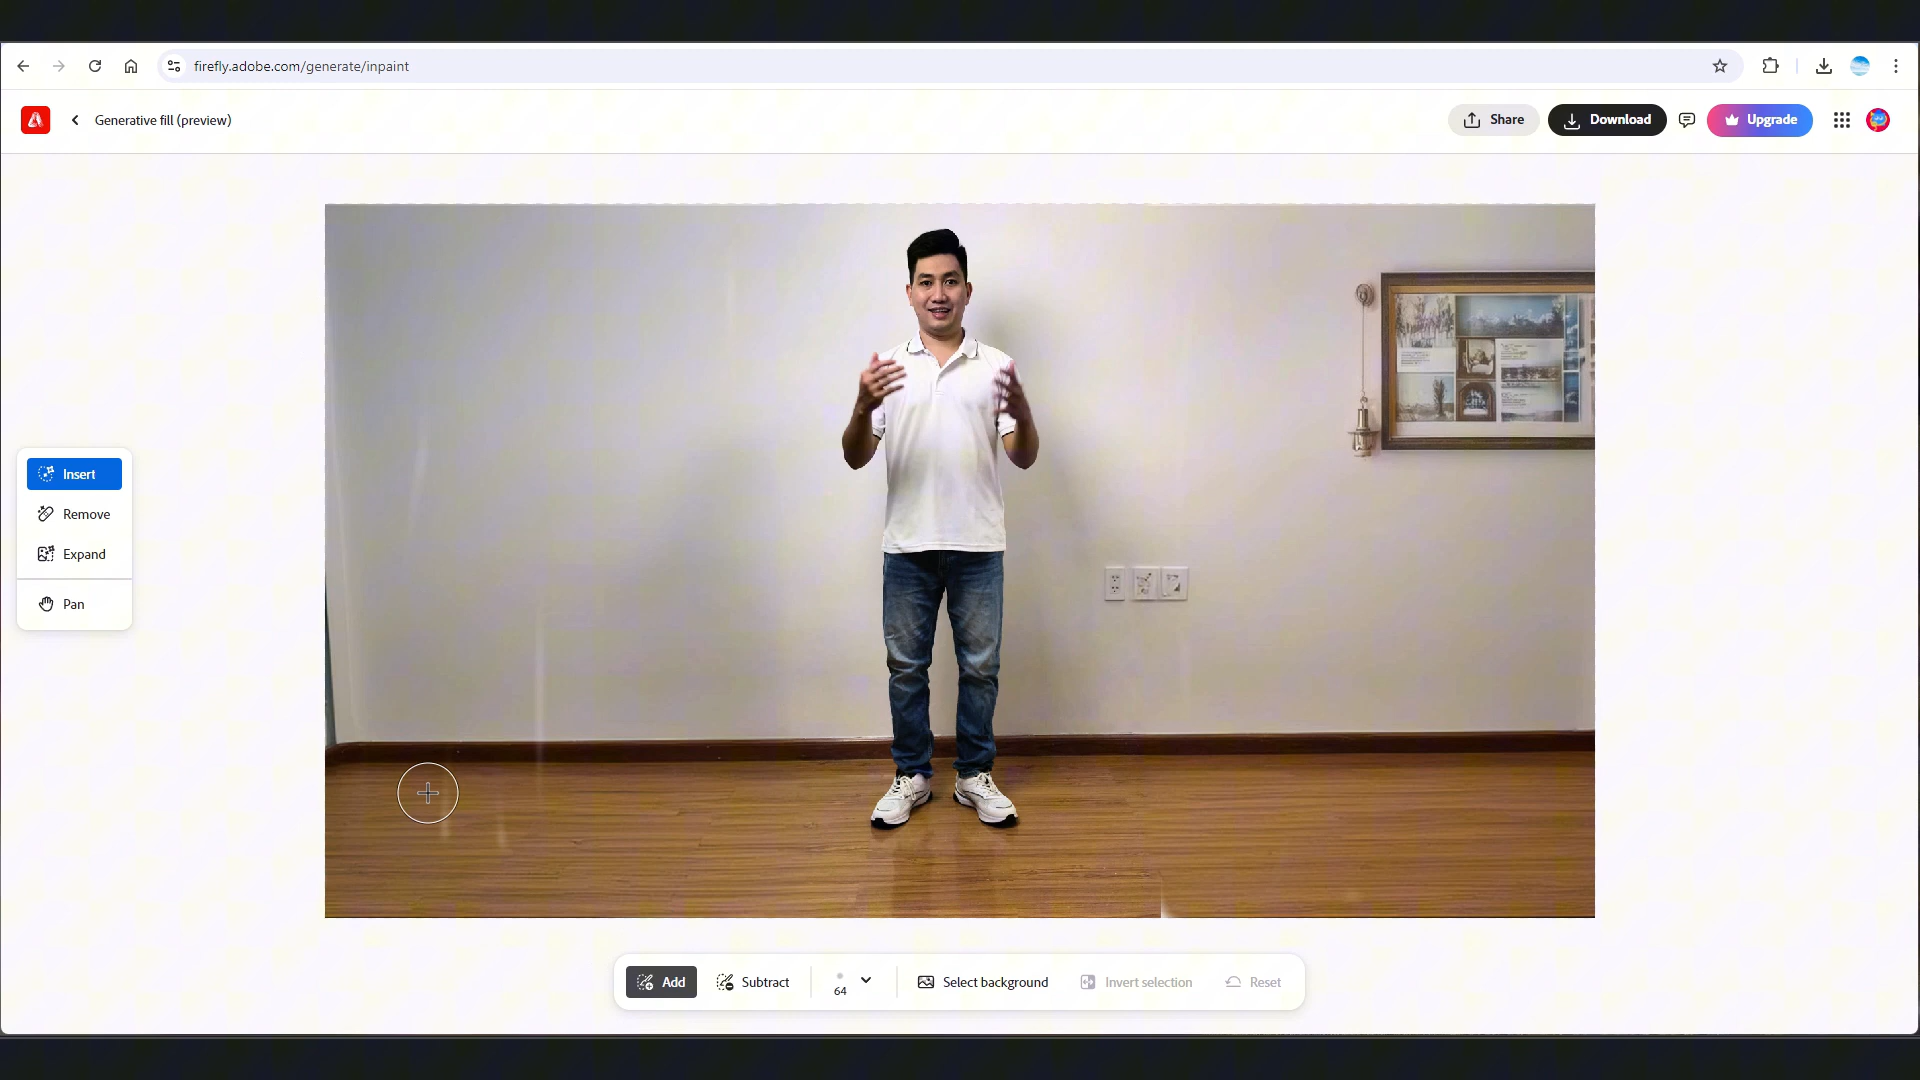 firefly.adobe.com/generate/inpaint
Generative fill (preview)
Share
Download
Upgrade
Insert
Remove
Expand
Pan
Add
Subtract
64
Select background
Invert selection
Reset